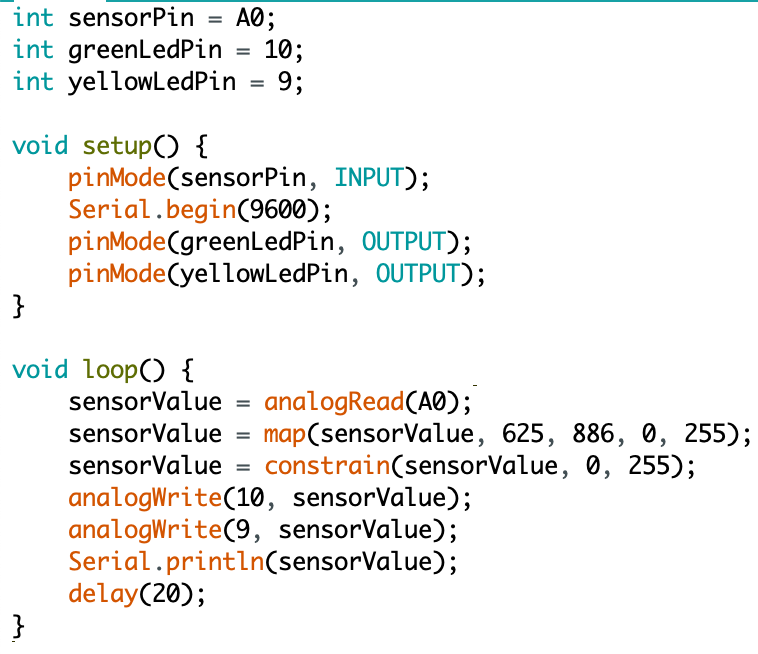 int sensorPin = A0;
int greenLedPin = 10;
int yellowLedPin = 9;

void setup() {
    pinMode(sensorPin, INPUT);
    Serial.begin(9600);
    pinMode(greenLedPin, OUTPUT);
    pinMode(yellowLedPin, OUTPUT);
}

void loop() {
    sensorValue = analogRead(A0);
    sensorValue = map(sensorValue, 625, 886, 0, 255);
    sensorValue = constrain(sensorValue, 0, 255);
    analogWrite(10, sensorValue);
    analogWrite(9, sensorValue);
    Serial.println(sensorValue);
    delay(20);
}